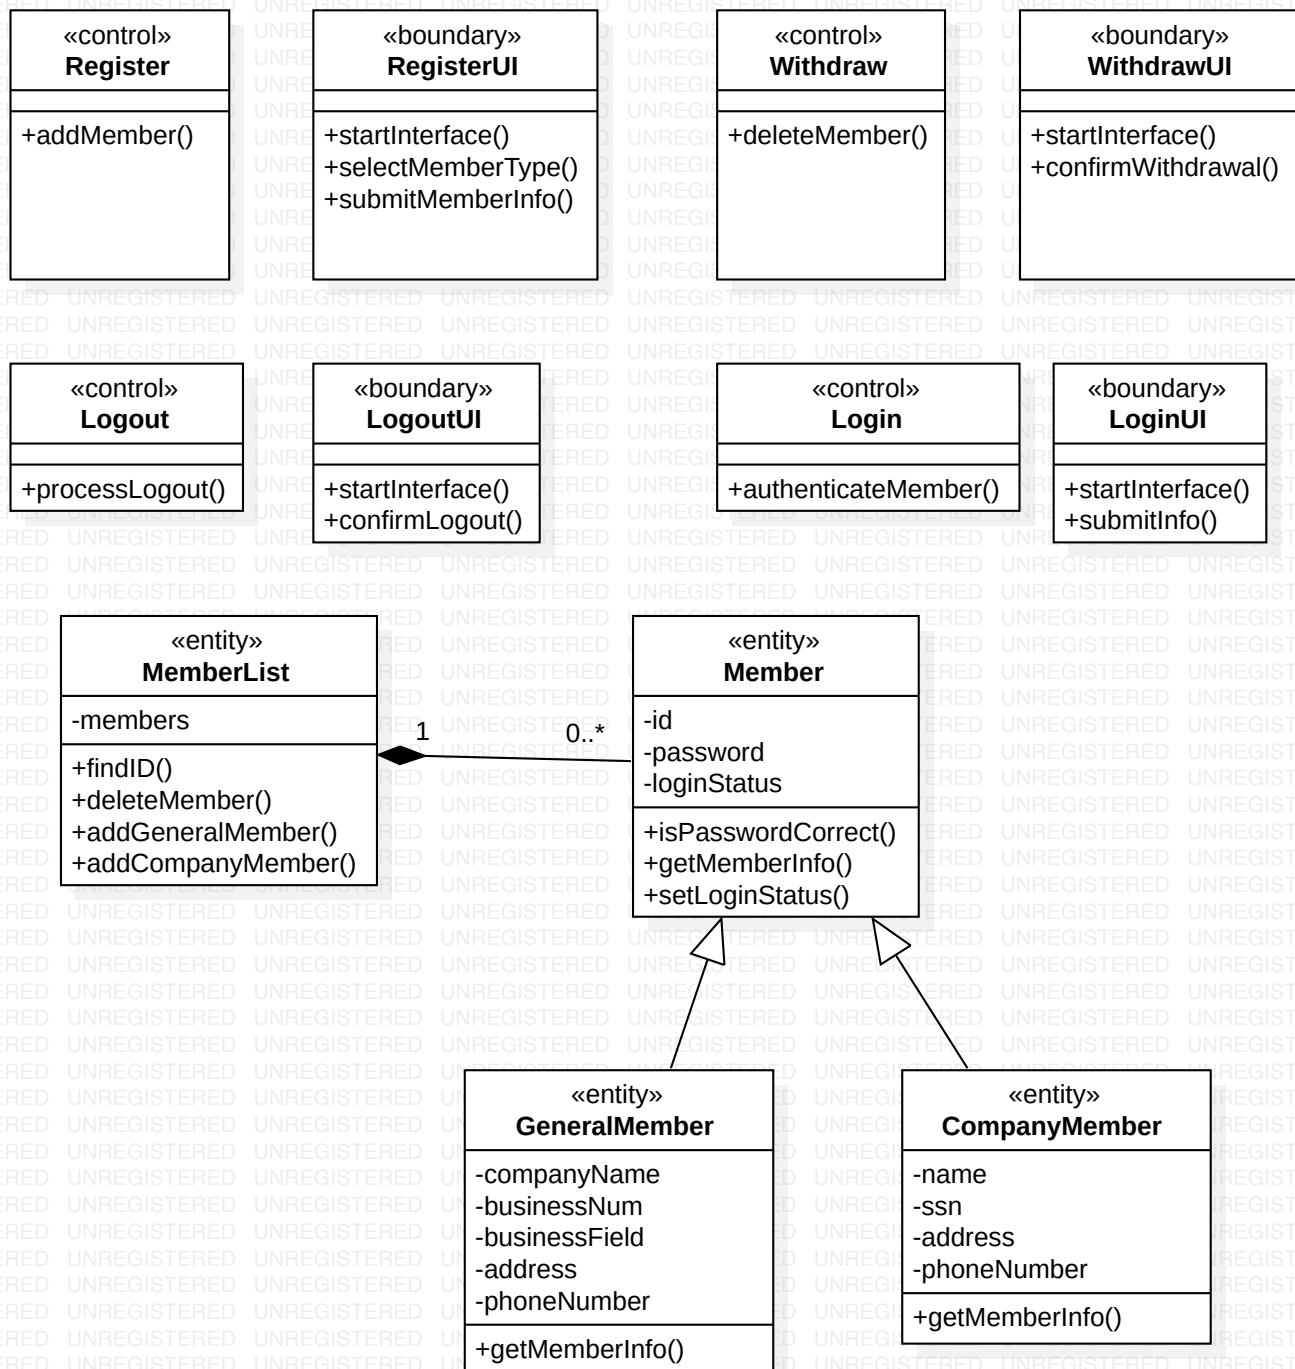 «control»
Register
+addMember()
«boundary»
RegisterUI
+startInterface()
+selectMemberType()
+submitMemberInfo()
«control»
Withdraw
+deleteMember()
«boundary»
WithdrawUI
+startInterface()
+confirmWithdrawal()
«control»
Logout
+processLogout()
«boundary»
LogoutUI
+startInterface()
+confirmLogout()
«control»
Login
+authenticateMember()
«boundary»
LoginUI
+startInterface()
+submitInfo()
«entity»
MemberList
-members
+findID()
+deleteMember()
+addGeneralMember()
+addCompanyMember()
1
0..*
«entity»
Member
-id
-password
-loginStatus
+isPasswordCorrect()
+getMemberInfo()
+setLoginStatus()
«entity»
GeneralMember
-companyName
-businessNum
-businessField
-address
-phoneNumber
+getMemberInfo()
«entity»
CompanyMember
-name
-ssn
-address
-phoneNumber
+getMemberInfo()
UNREGISTERED